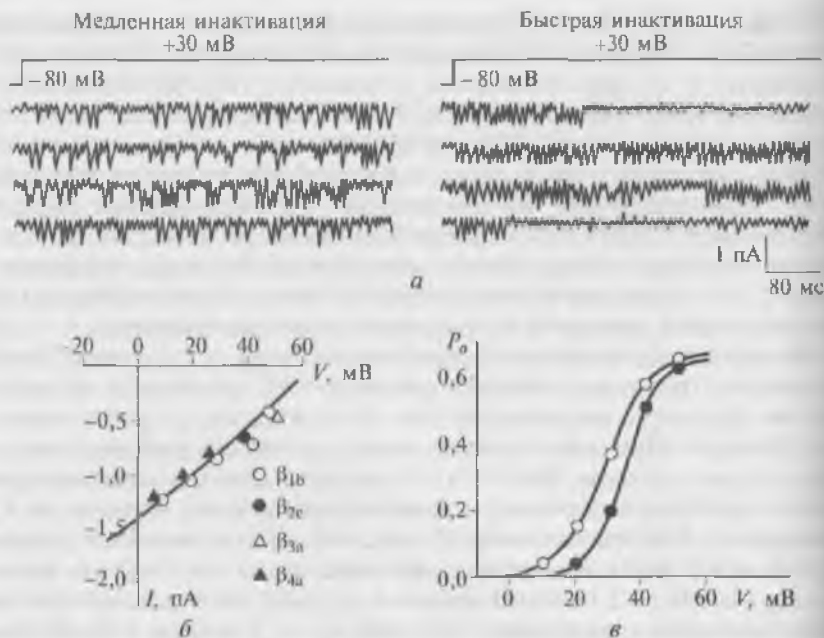 Медленная инактивация
+30 мВ
−80 мВ
Быстрая инактивация
+30 мВ
−80 мВ
1 пА
80 мс
а
-20 0 20 40 60
V, мВ
−0,5
−1,0
−1,5
−2,0
I, пА
β1b
β2c
β3a
β4a
б
Po
0,6
0,4
0,2
0,0
0 20 40 60 V, мВ
в